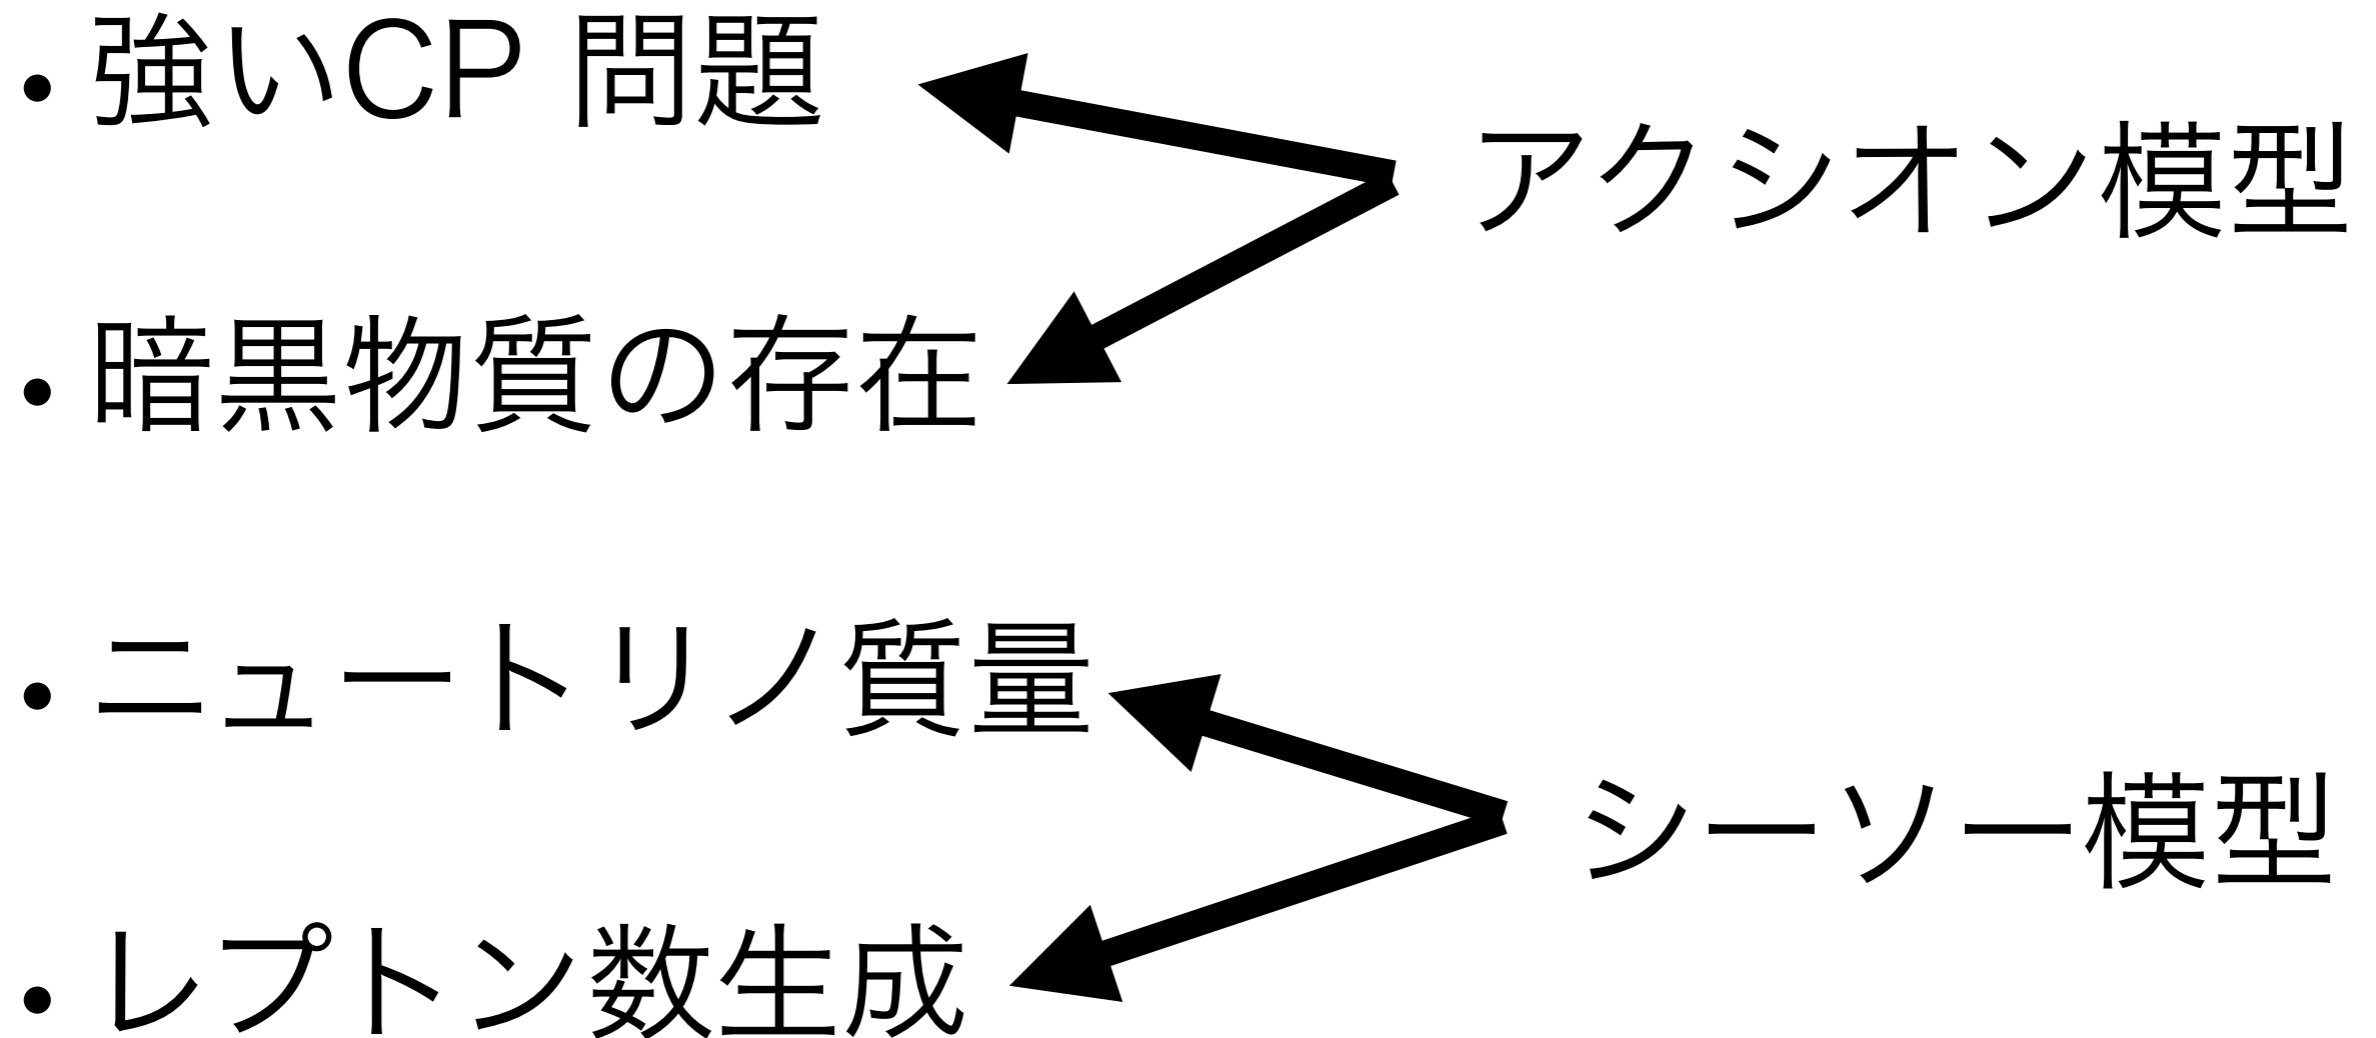 ・強いCP 問題
アクシオン模型
・暗黒物質の存在
・ニュートリノ質量
シーソー模型
・レプトン数生成